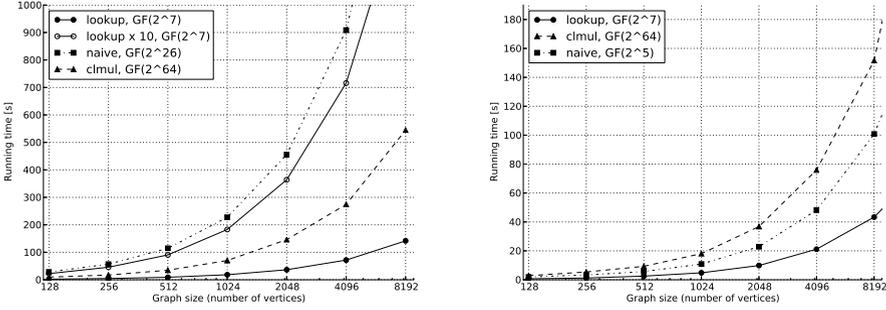 1000
900
800
700
600
500
400
300
200
100
0
Running time [s]
lookup, GF(2^7)
lookup x 10, GF(2^7)
naive, GF(2^26)
clmul, GF(2^64)
128 256 512 1024 2048 4096 8192
Graph size (number of vertices)
180
160
140
120
100
80
60
40
20
0
Running time [s]
lookup, GF(2^7)
clmul, GF(2^64)
naive, GF(2^5)
128 256 512 1024 2048 4096 8192
Graph size (number of vertices)